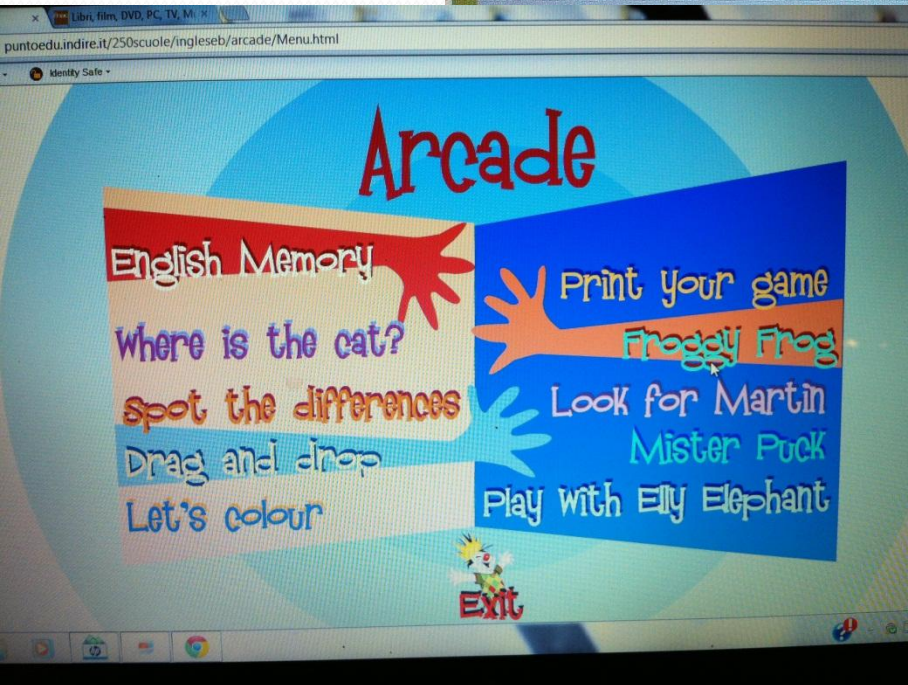 Libri, film, DVD, PC, TV, M
puntoedu.indire.it/250scuole/ingleseb/arcade/Menu.html
Identity Safe
Arcade
English Memory
Where is the cat?
Spot the differences
Drag and drop
Let's colour
Print your game
Froggy Frog
Look for Martin
Mister Puck
Play with Elly Elephant
Exit